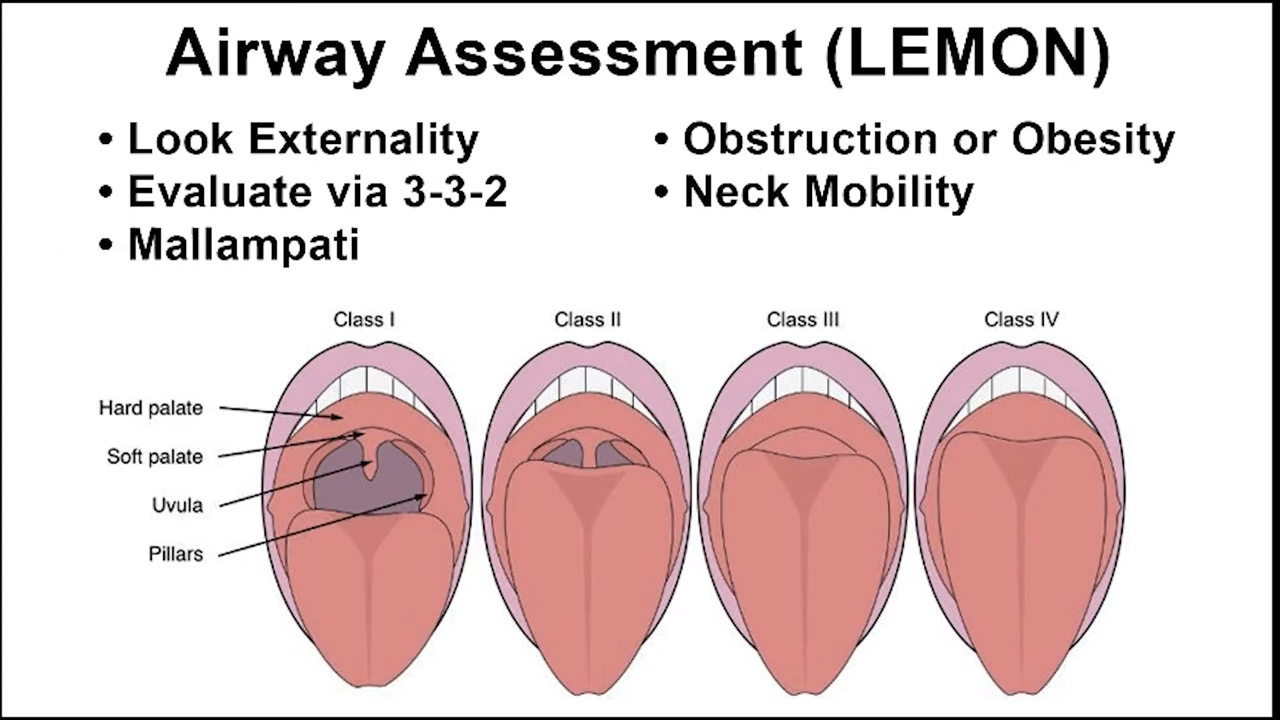 Airway Assessment (LEMON)
• Look Externality
• Evaluate via 3-3-2
• Mallampati
• Obstruction or Obesity
• Neck Mobility
Class I
Class II
Class III
Class IV
Hard palate
Soft palate
Uvula
Pillars